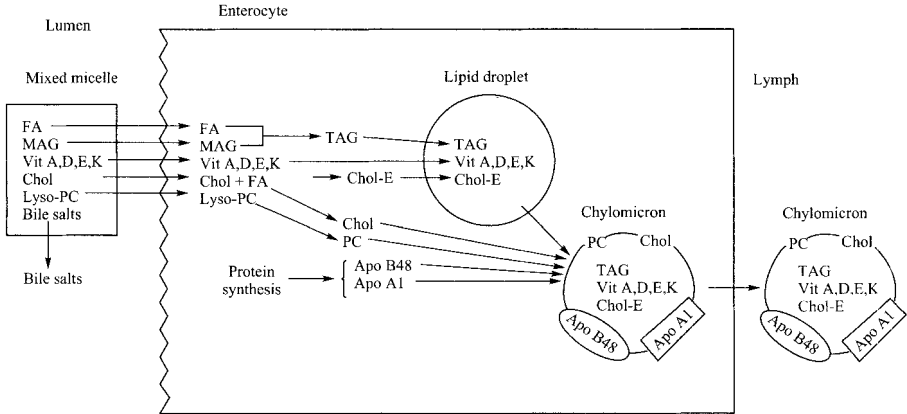 Lumen
Enterocyte
Mixed micelle
Lipid droplet
Lymph
FA
MAG
Vit A,D,E,K
Chol
Lyso-PC
Bile salts
Bile salts
FA
MAG
Vit A,D,E,K
Chol + FA
Lyso-PC
TAG
Chol-E
TAG
Vit A,D,E,K
Chol-E
Chol
PC
Protein
synthesis
Apo B48
Apo A1
Chylomicron
PC
Chol
TAG
Vit A,D,E,K
Chol-E
Apo B48
Apo A1
Chylomicron
PC
Chol
TAG
Vit A,D,E,K
Chol-E
Apo B48
Apo A1